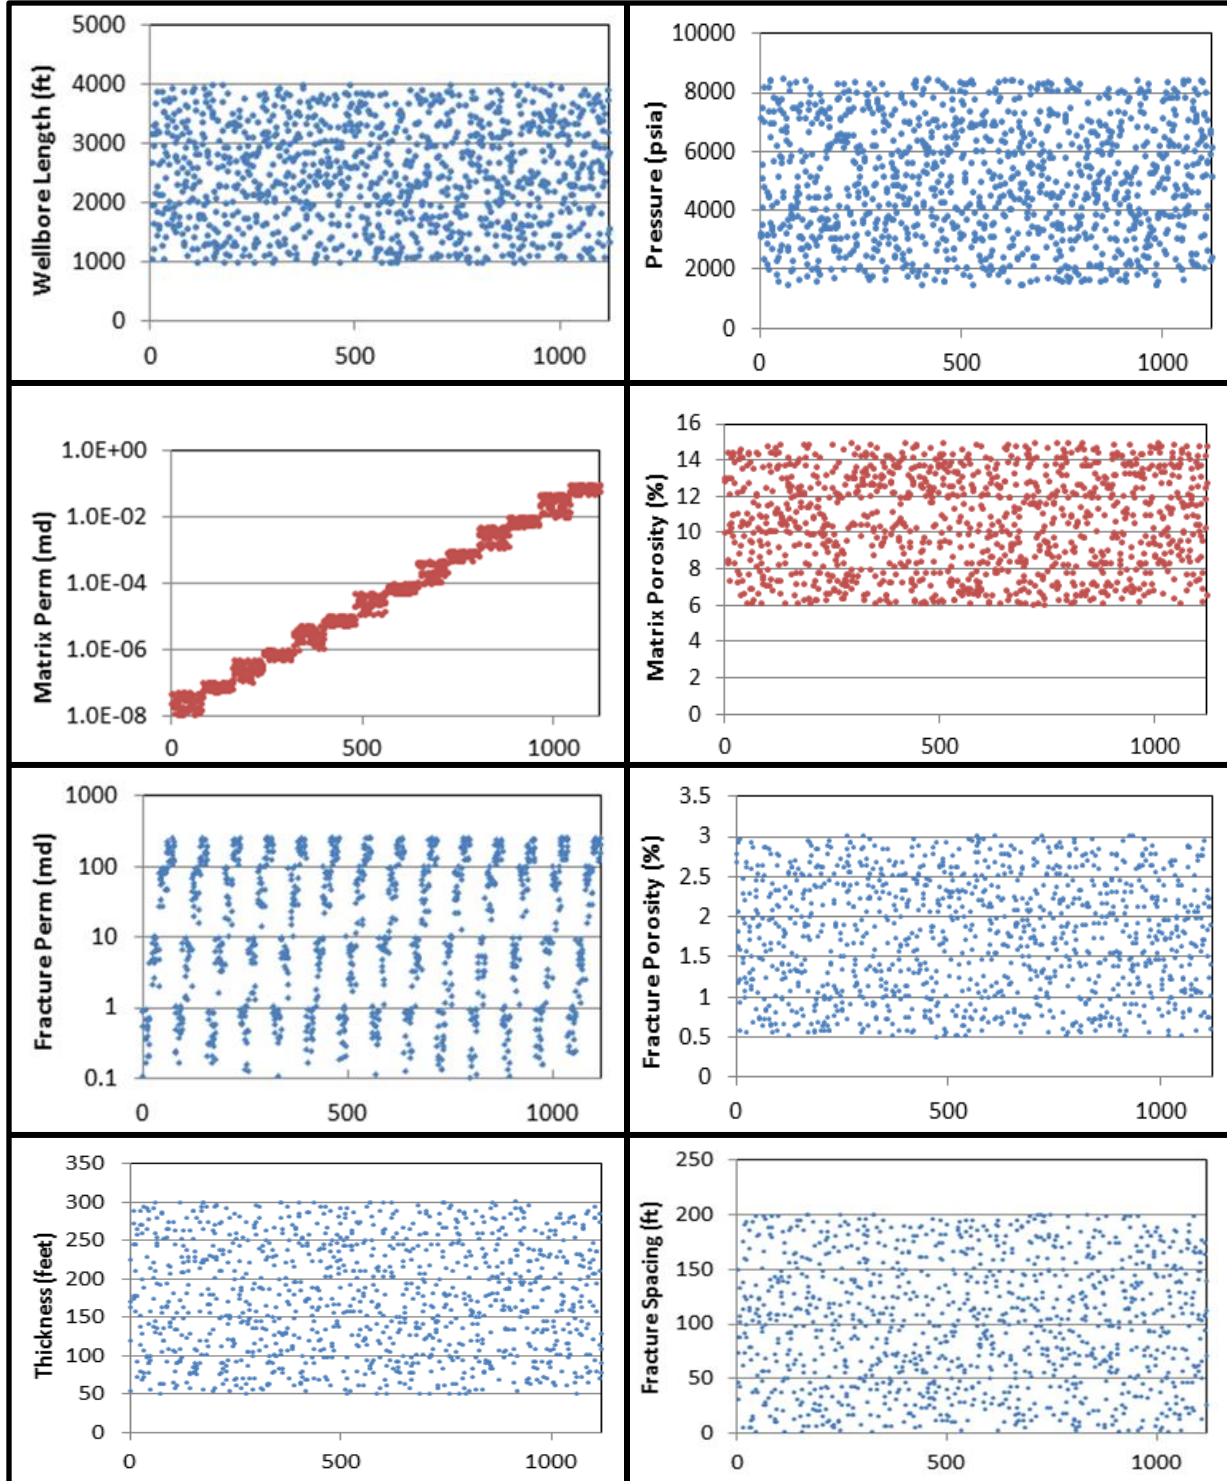 Wellbore Length (ft)
5000
4000
3000
2000
1000
0
0 500 1000
Pressure (psia)
10000
8000
6000
4000
2000
0
0 500 1000
Matrix Perm (md)
1.0E+00
1.0E-02
1.0E-04
1.0E-06
1.0E-08
0 500 1000
Matrix Porosity (%)
16
14
12
10
8
6
4
2
0
0 500 1000
Fracture Perm (md)
1000
100
10
1
0.1
0 500 1000
Fracture Porosity (%)
3.5
3
2.5
2
1.5
1
0.5
0
0 500 1000
Thickness (feet)
350
300
250
200
150
100
50
0
0 500 1000
Fracture Spacing (ft)
250
200
150
100
50
0
0 500 1000